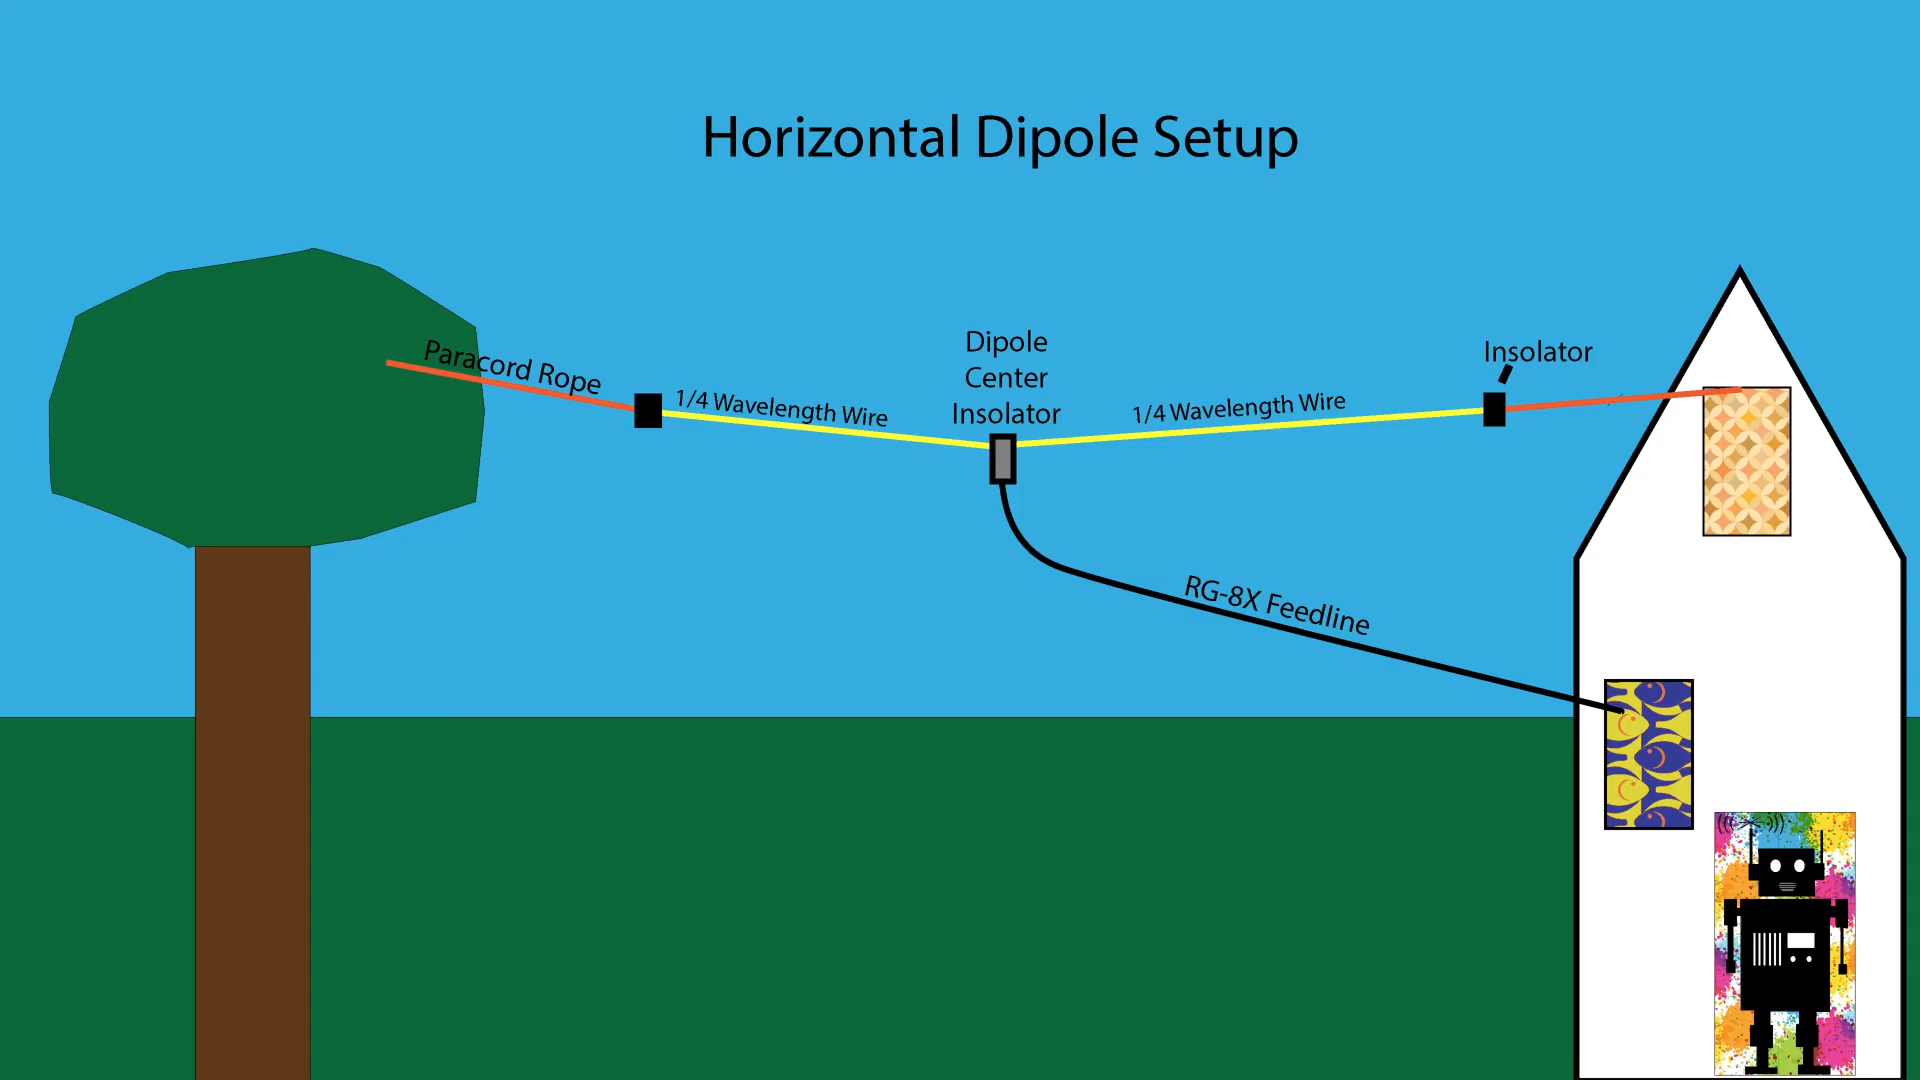 Horizontal Dipole Setup
Paracord Rope
1/4 Wavelength Wire
Dipole
Center
Insolator
1/4 Wavelength Wire
Insolator
RG-8X Feedline